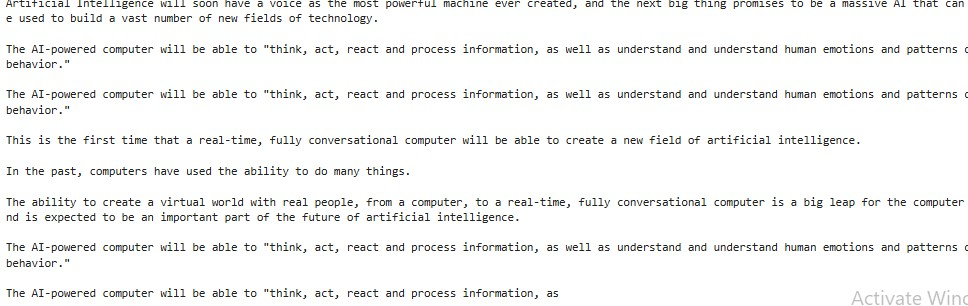 Artificial Intelligence will soon have a voice as the most powerful machine ever created, and the next big thing promises to be a massive AI that can
e used to build a vast number of new fields of technology.
The AI-powered computer will be able to "think, act, react and process information, as well as understand and understand human emotions and patterns
behavior."
The AI-powered computer will be able to "think, act, react and process information, as well as understand and understand human emotions and patterns
behavior."
This is the first time that a real-time, fully conversational computer will be able to create a new field of artificial intelligence.
In the past, computers have used the ability to do many things.
The ability to create a virtual world with real people, from a computer, to a real-time, fully conversational computer is a big leap for the computer
nd is expected to be an important part of the future of artificial intelligence.
The AI-powered computer will be able to "think, act, react and process information, as well as understand and understand human emotions and patterns
behavior."
The AI-powered computer will be able to "think, act, react and process information, as
Activate Wind